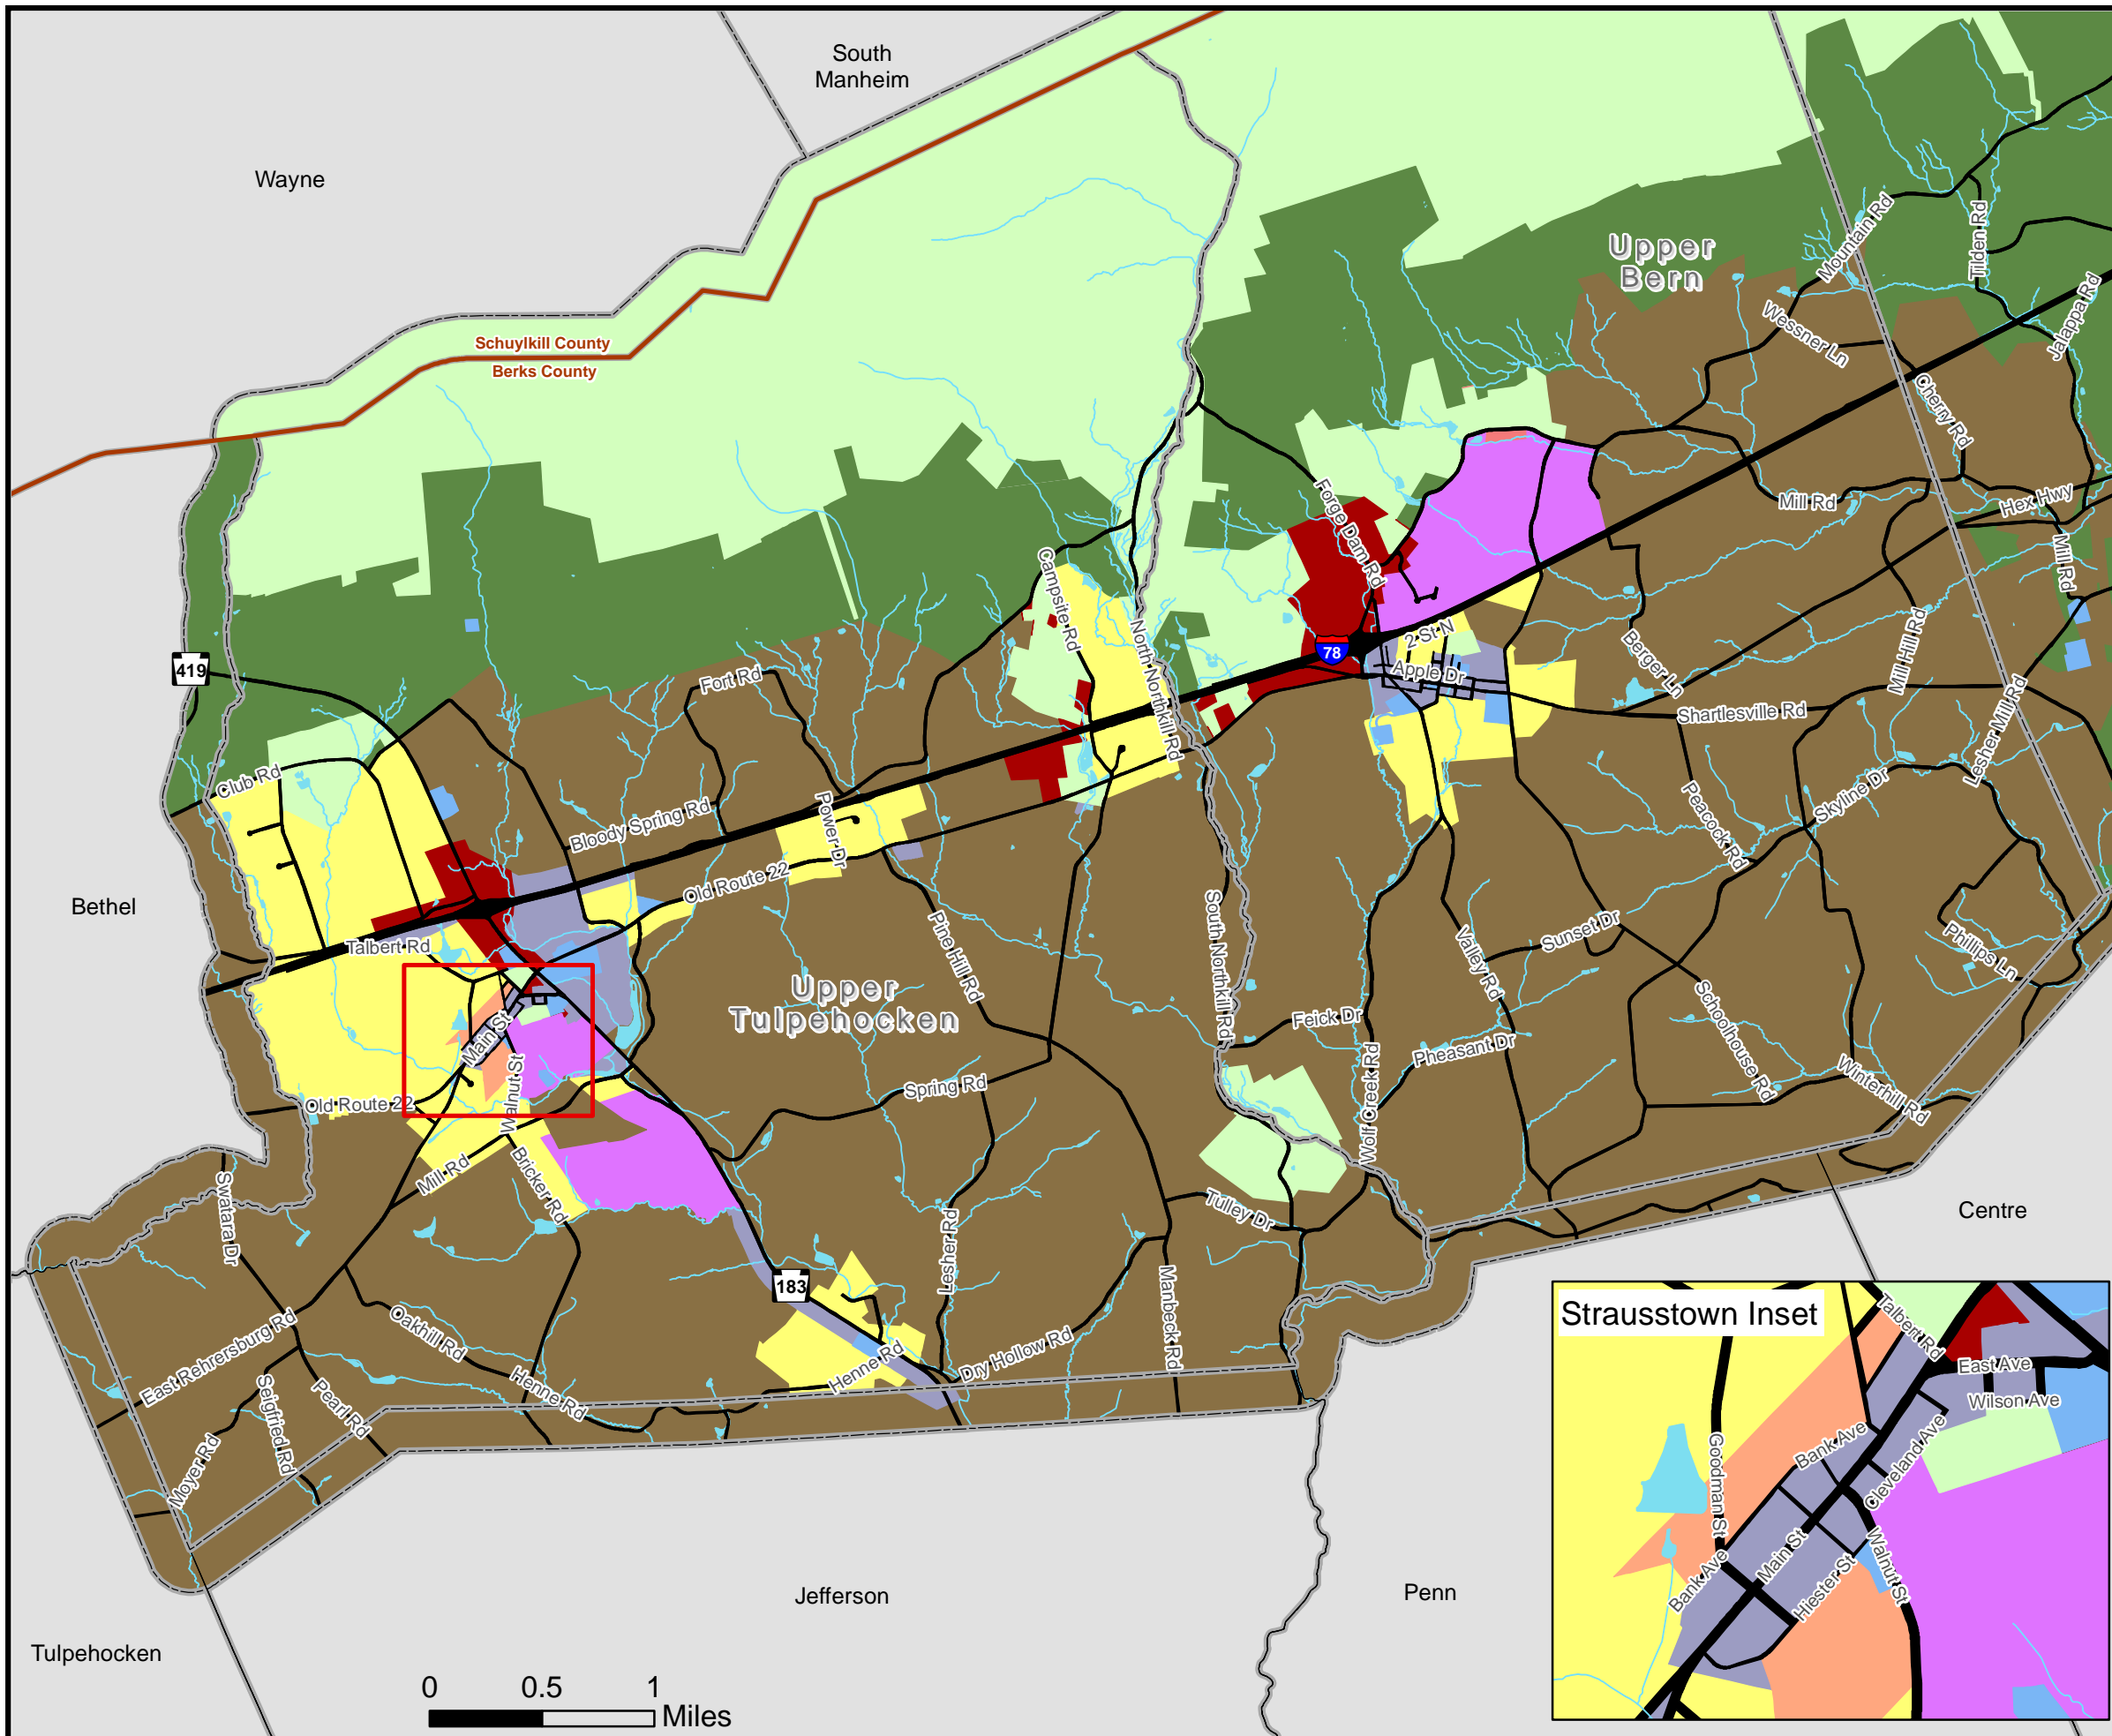 South
Manheim
Wayne
Upper
Bern
Mountain Rd
Tilden Rd
Jalappa Rd
Wessner Ln
Schuylkill County
Berks County
Cherry Rd
Forge Dam Rd
Mill Rd
Hex Hwy
Mill Rd
Campsite Rd
North Northkill Rd
419
78
2 St N
Apple Dr
Berger Ln
Mill Hill Rd
Fort Rd
Shartlesville Rd
Lesher Mill Rd
Club Rd
Bloody Spring Rd
Power Dr
Peacock Rd
Skyline Dr
Old Route 22
Bethel
Talbert Rd
Pine Hill Rd
South Northkill Rd
Valley Rd
Sunset Dr
Phillips Ln
Upper
Tulpehocken
Main St
Walnut St
Feick Dr
Pheasant Dr
Schoolhouse Rd
Wolf Creek Rd
Winterhill Rd
Spring Rd
Old Route 22
Mill Rd
Bricker Rd
Swatara Dr
Tulley Dr
Centre
Lesher Rd
183
Manbeck Rd
East Rehrersburg Rd
Oakhill Rd
Henne Rd
Henne Rd
Dry Hollow Rd
Seigfried Rd
Pearl Rd
Moyer Rd
Strausstown Inset
Talbert Rd
East Ave
Wilson Ave
Goodman St
Bank Ave
Cleveland Ave
Main St
Bank Ave
Hiester St
Walnut St
Jefferson
Penn
Tulpehocken
0 0.5 1
Miles